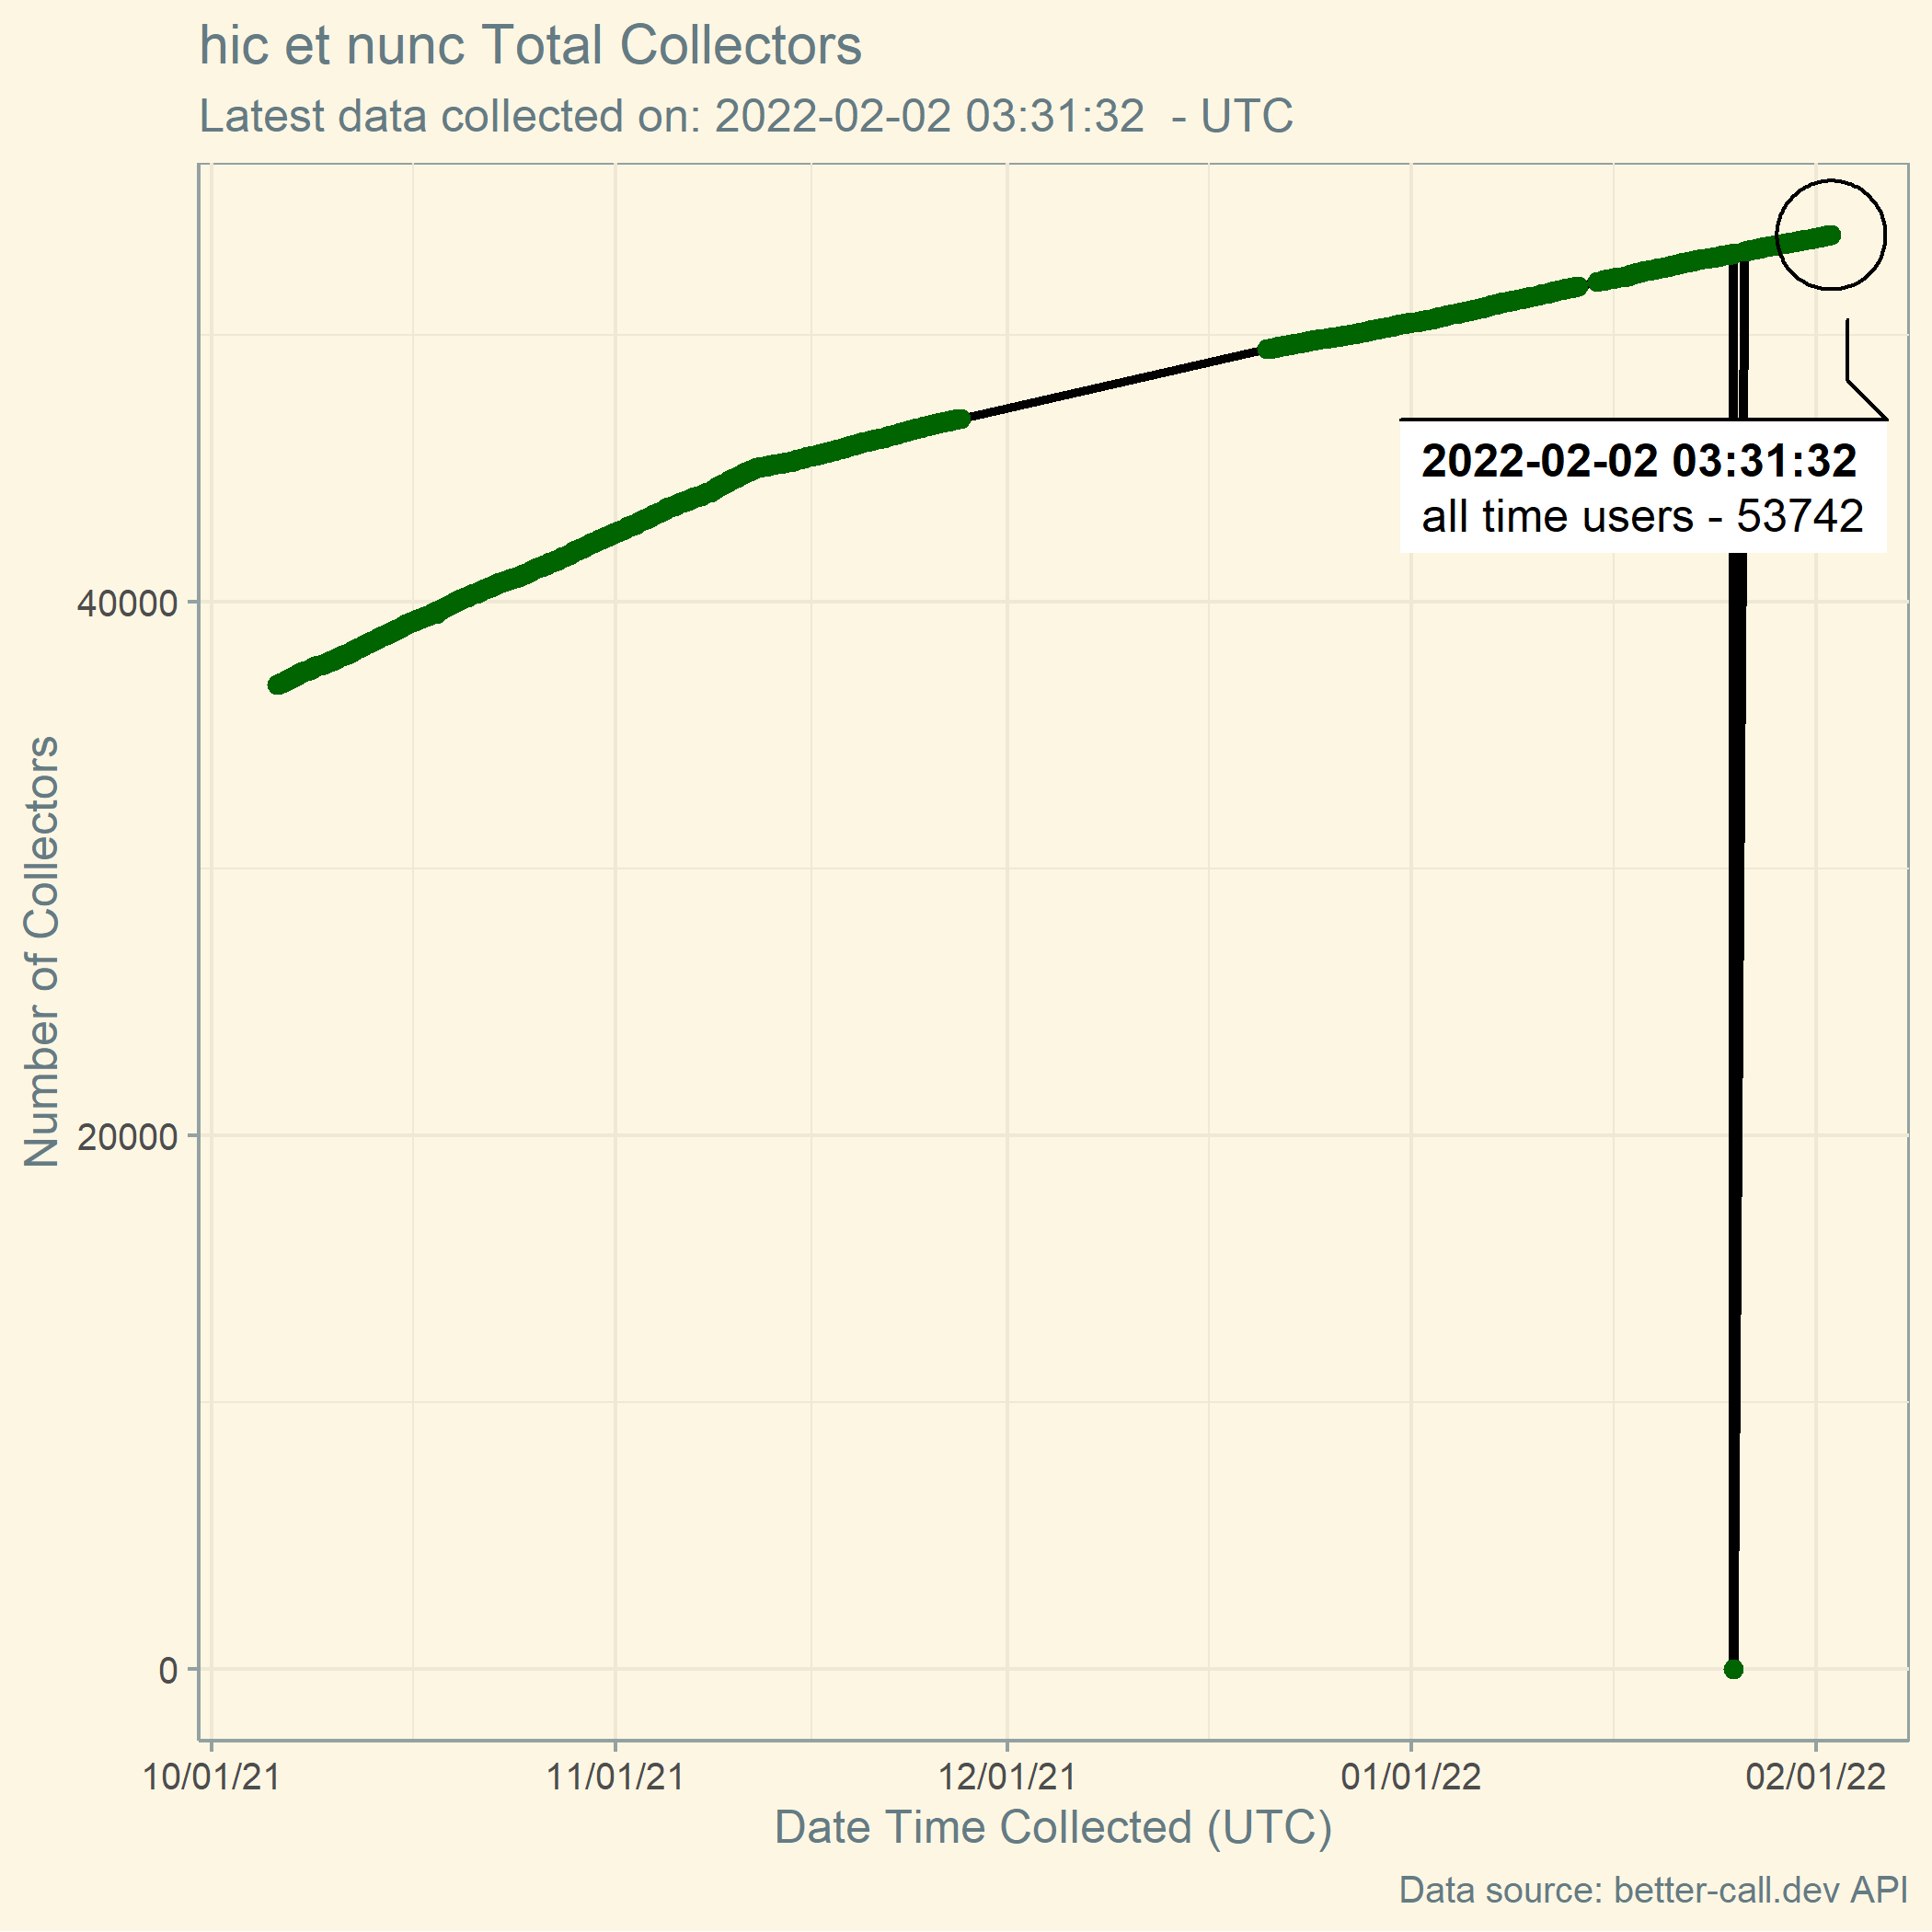 hic et nunc Total Collectors
Latest data collected on: 2022-02-02 03:31:32  - UTC
2022-02-02 03:31:32
all time users - 53742
Number of Collectors
40000
20000
0
10/01/21 11/01/21 12/01/21 01/01/22 02/01/22
Date Time Collected (UTC)
Data source: better-call.dev API